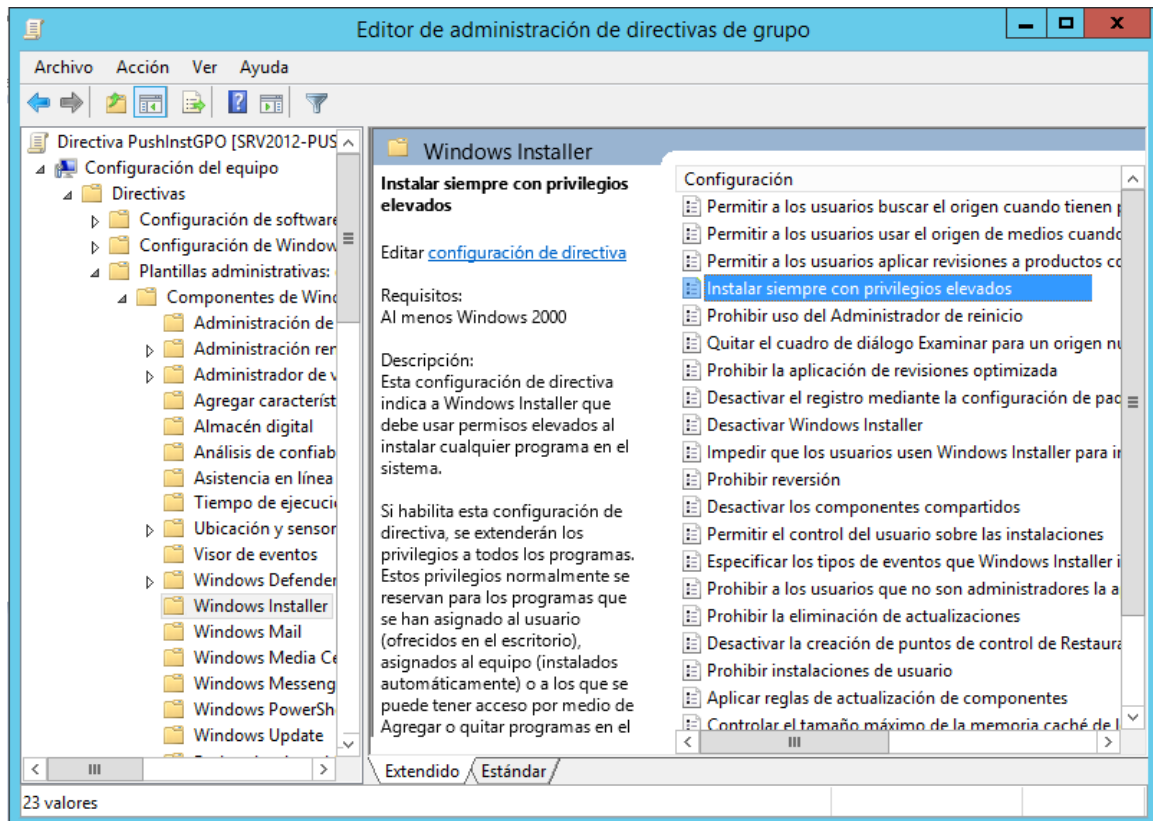 Editor de administración de directivas de grupo
Archivo Acción Ver Ayuda
Directiva PushInstGPO [SRV2012-PUS
Configuración del equipo
Directivas
Configuración de software
Configuración de Window
Plantillas administrativas:
Componentes de Wind
Administración de
Administración ren
Administrador de v
Agregar característ
Almacén digital
Análisis de confiab
Asistencia en línea
Tiempo de ejecució
Ubicación y sensor
Visor de eventos
Windows Defender
Windows Installer
Windows Mail
Windows Media Ce
Windows Messeng
Windows PowerSh
Windows Update
Windows Installer
Instalar siempre con privilegios
elevados
Editar configuración de directiva
Requisitos:
Al menos Windows 2000
Descripción:
Esta configuración de directiva
indica a Windows Installer que
debe usar permisos elevados al
instalar cualquier programa en el
sistema.
Si habilita esta configuración de
directiva, se extenderán los
privilegios a todos los programas.
Estos privilegios normalmente se
reservan para los programas que
se han asignado al usuario
(ofrecidos en el escritorio),
asignados al equipo (instalados
automáticamente) o a los que se
puede tener acceso por medio de
Agregar o quitar programas en el
Configuración
Permitir a los usuarios buscar el origen cuando tienen p
Permitir a los usuarios usar el origen de medios cuando
Permitir a los usuarios aplicar revisiones a productos co
Instalar siempre con privilegios elevados
Prohibir uso del Administrador de reinicio
Quitar el cuadro de diálogo Examinar para un origen nu
Prohibir la aplicación de revisiones optimizada
Desactivar el registro mediante la configuración de paq
Desactivar Windows Installer
Impedir que los usuarios usen Windows Installer para in
Prohibir reversión
Desactivar los componentes compartidos
Permitir el control del usuario sobre las instalaciones
Especificar los tipos de eventos que Windows Installer i
Prohibir a los usuarios que no son administradores la a
Prohibir la eliminación de actualizaciones
Desactivar la creación de puntos de control de Restaura
Prohibir instalaciones de usuario
Aplicar reglas de actualización de componentes
Controlar el tamaño máximo de la memoria caché de l
Extendido Estándar
23 valores